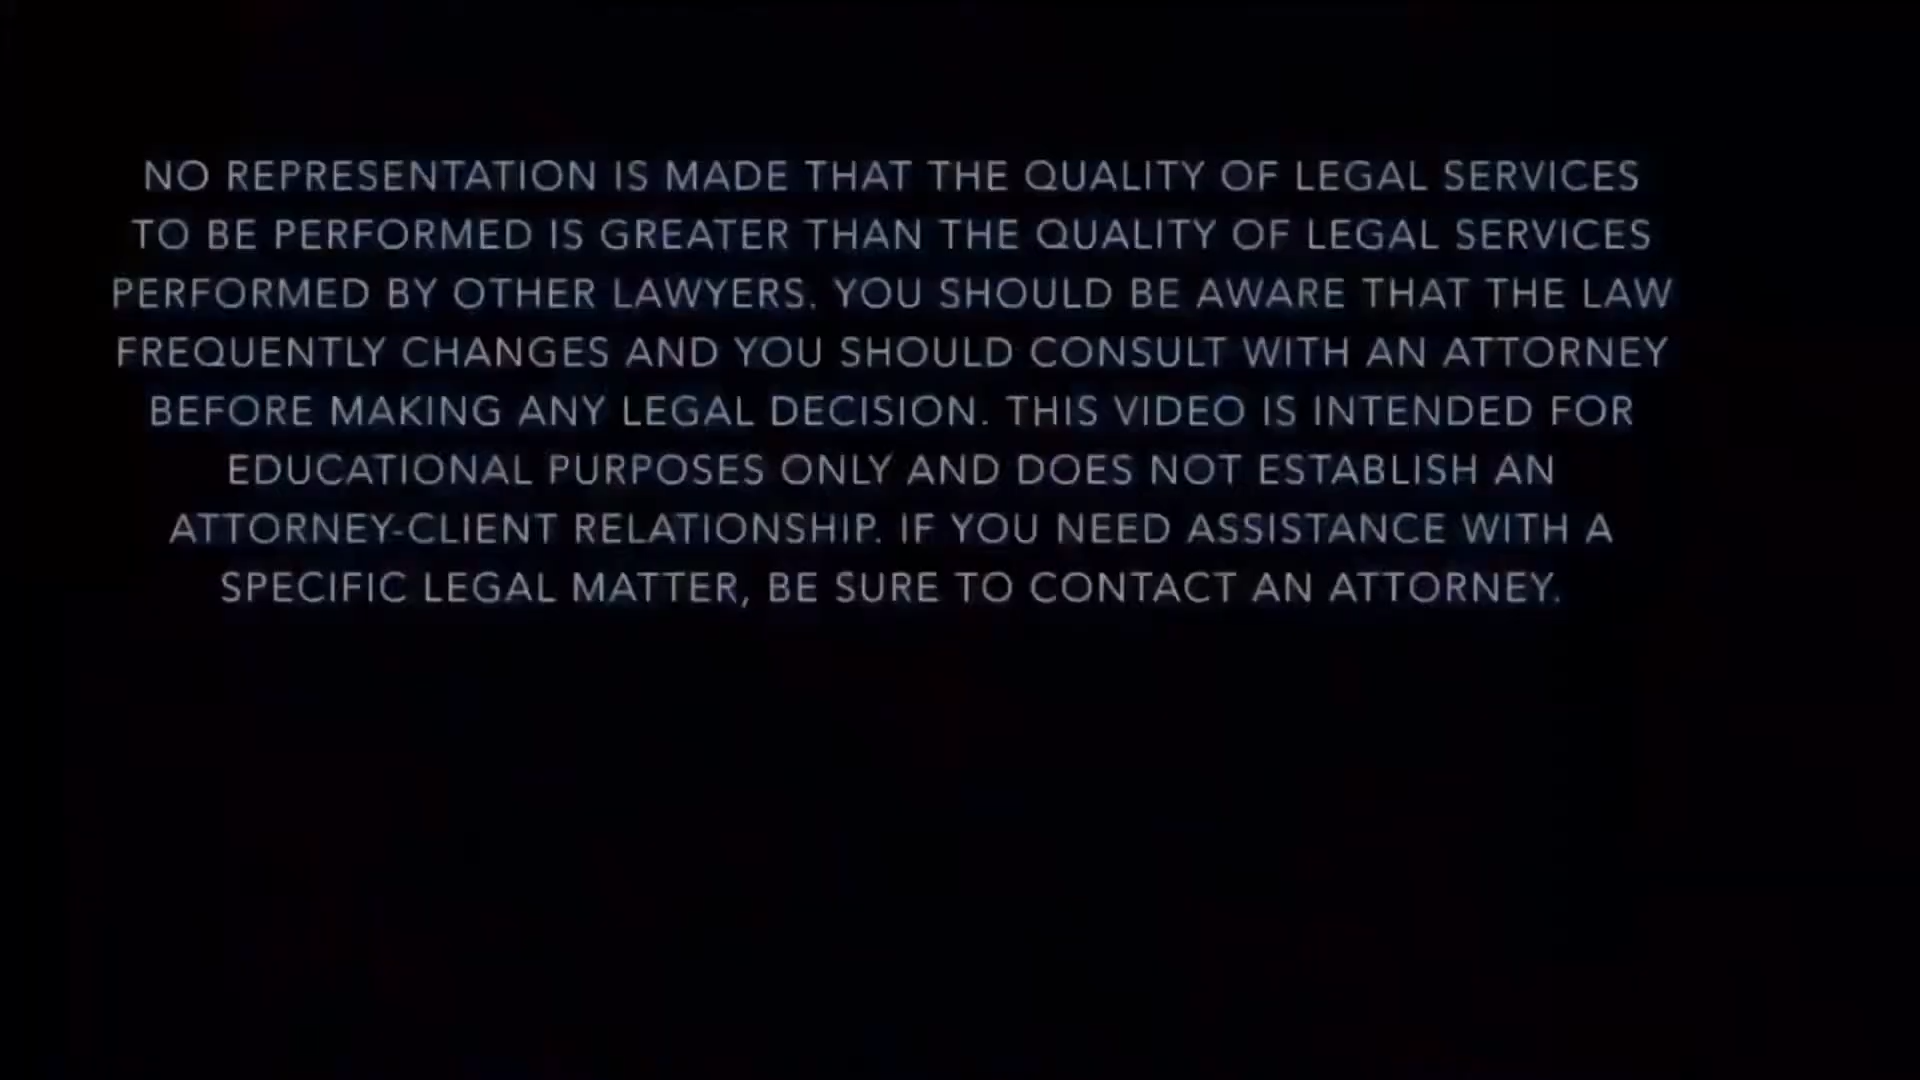 NO REPRESENTATION IS MADE THAT THE QUALITY OF LEGAL SERVICES
TO BE PERFORMED IS GREATER THAN THE QUALITY OF LEGAL SERVICES
PERFORMED BY OTHER LAWYERS. YOU SHOULD BE AWARE THAT THE LAW
FREQUENTLY CHANGES AND YOU SHOULD CONSULT WITH AN ATTORNEY
BEFORE MAKING ANY LEGAL DECISION. THIS VIDEO IS INTENDED FOR
EDUCATIONAL PURPOSES ONLY AND DOES NOT ESTABLISH AN
ATTORNEY-CLIENT RELATIONSHIP. IF YOU NEED ASSISTANCE WITH A
SPECIFIC LEGAL MATTER, BE SURE TO CONTACT AN ATTORNEY.